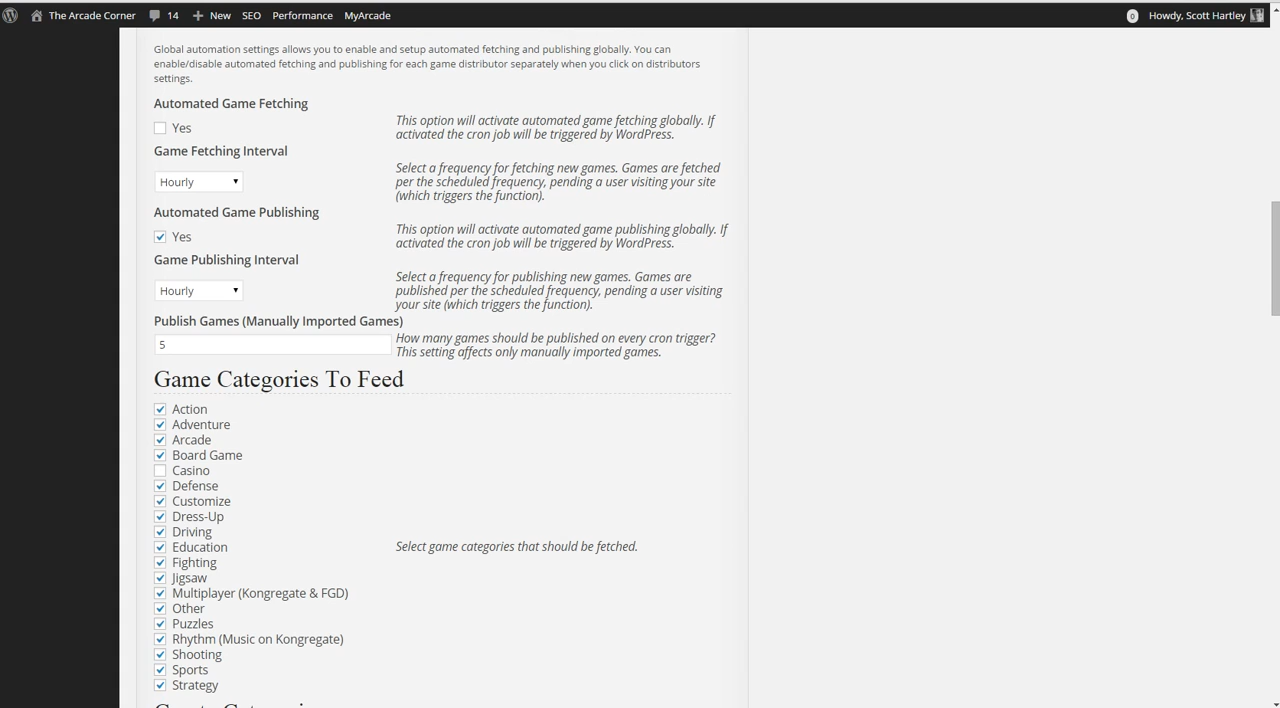 The Arcade Corner 14 New SEO Performance MyArcade 0 Howdy, Scott Hartley
Global automation settings allows you to enable and setup automated fetching and publishing globally. You can
enable/disable automated fetching and publishing for each game distributor separately when you click on distributors
settings.
Automated Game Fetching
Yes
This option will activate automated game fetching globally. If
activated the cron job will be triggered by WordPress.
Game Fetching Interval
Hourly
Select a frequency for fetching new games. Games are fetched
per the scheduled frequency, pending a user visiting your site
(which triggers the function).
Automated Game Publishing
Yes
This option will activate automated game publishing globally. If
activated the cron job will be triggered by WordPress.
Game Publishing Interval
Hourly
Select a frequency for publishing new games. Games are
published per the scheduled frequency, pending a user visiting
your site (which triggers the function).
Publish Games (Manually Imported Games)
5
How many games should be published on every cron trigger?
This setting affects only manually imported games.
Game Categories To Feed
Action
Adventure
Arcade
Board Game
Casino
Defense
Customize
Dress-Up
Driving
Education
Fighting
Jigsaw
Multiplayer (Kongregate & FGD)
Other
Puzzles
Rhythm (Music on Kongregate)
Shooting
Sports
Strategy
Select game categories that should be fetched.